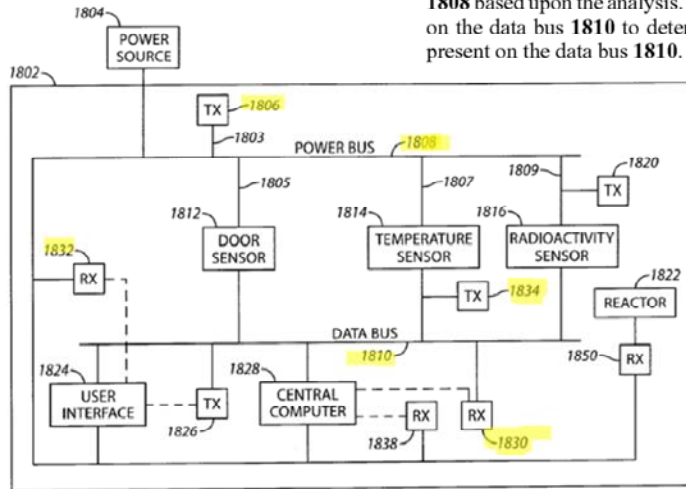 1808 based upon the analysis.
on the data bus 1810 to deter
present on the data bus 1810.
1804
POWER
SOURCE
1802
TX
1806
1803
POWER BUS
1808
1805
1807
1809
TX
1820
1812
DOOR
SENSOR
1814
TEMPERATURE
SENSOR
1816
RADIOACTIVITY
SENSOR
1832
RX
TX
1834
1822
REACTOR
DATA BUS
1810
1850
RX
1824
USER
INTERFACE
TX
1826
1828
CENTRAL
COMPUTER
RX
1838
RX
1830